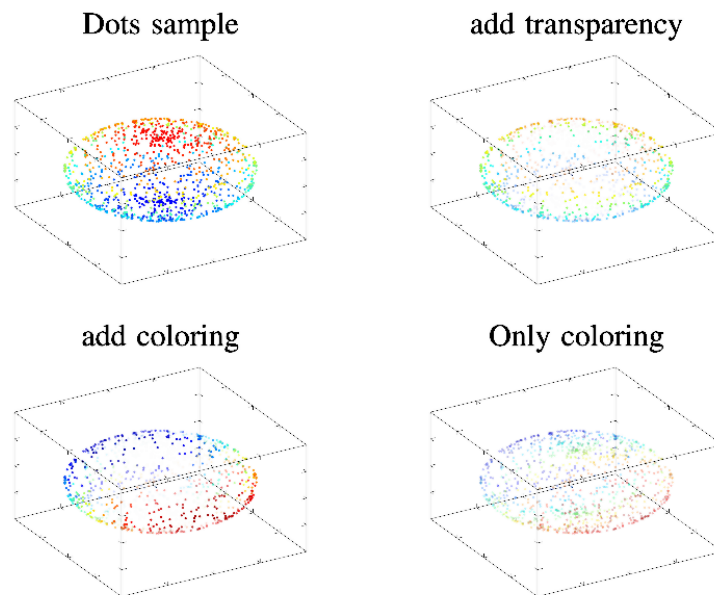 Dots sample
add transparency
add coloring
Only coloring